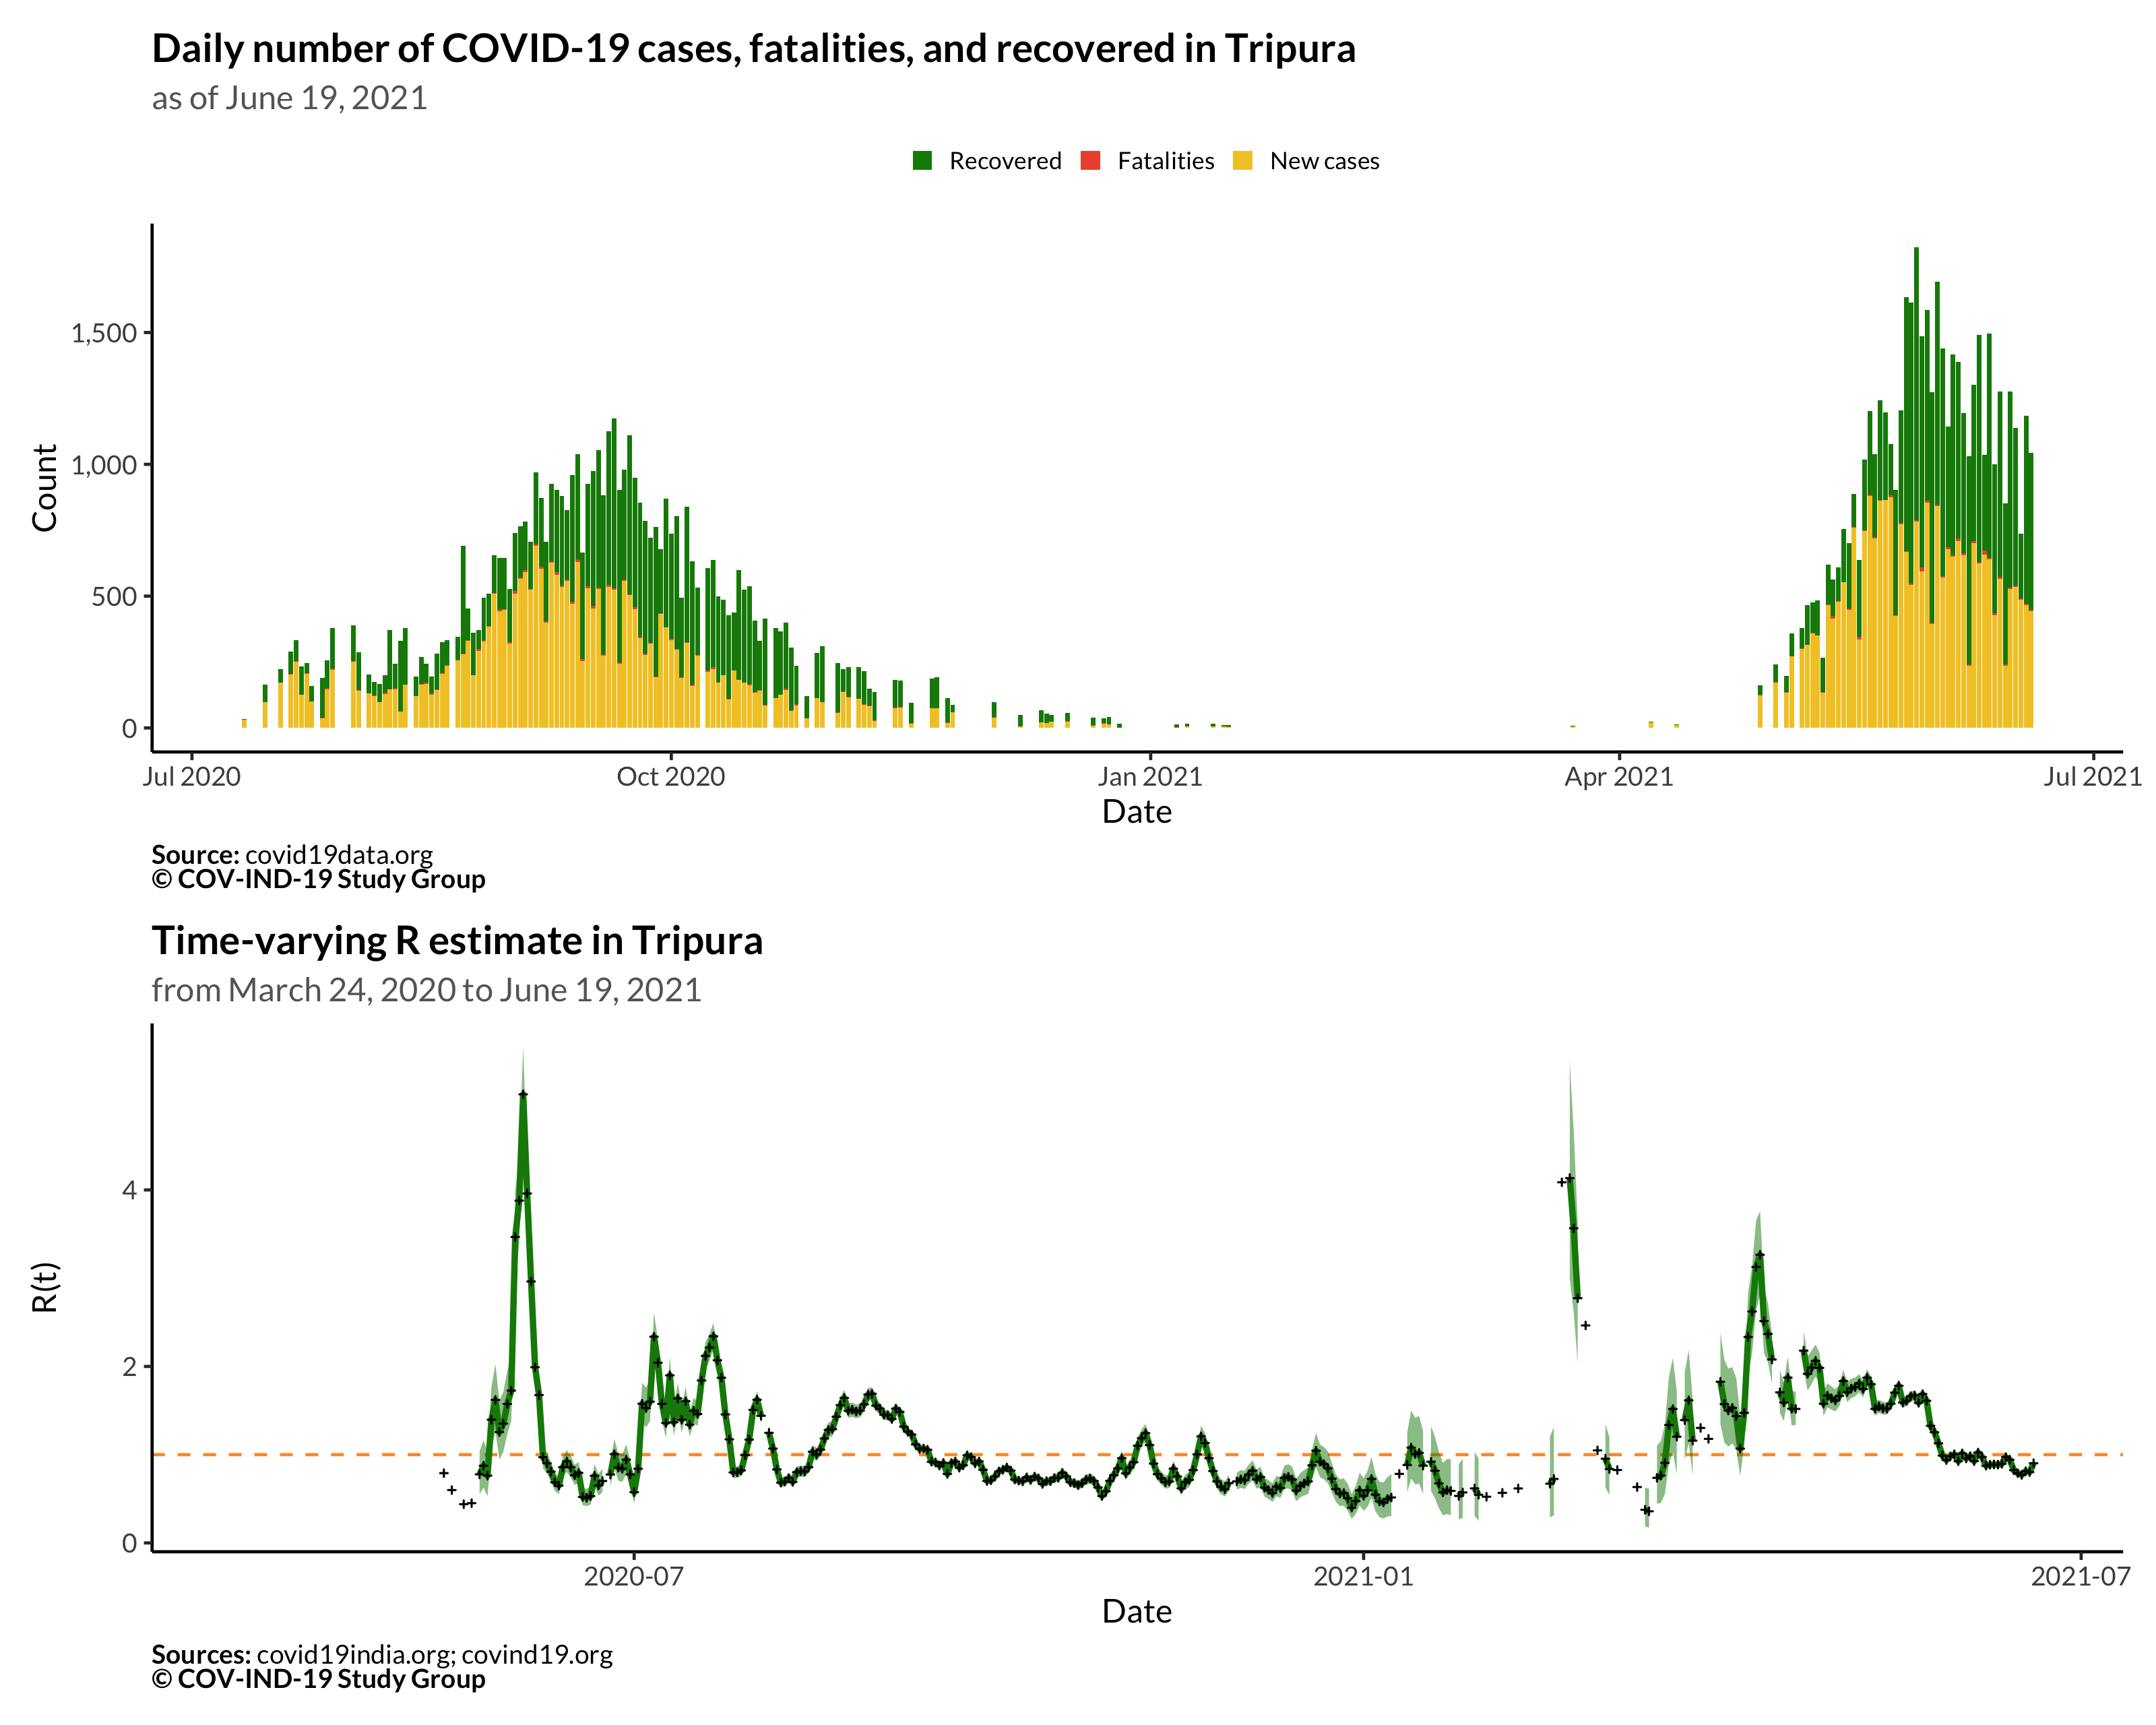 Daily number of COVID-19 cases, fatalities, and recovered in Tripura
as of June 19, 2021
Recovered Fatalities New cases
Count
1,500
1,000
500
0
Jul 2020 Oct 2020 Jan 2021 Apr 2021 Jul 2021
Date
Source: covid19data.org
© COV-IND-19 Study Group
Time-varying R estimate in Tripura
from March 24, 2020 to June 19, 2021
R(t)
4
2
0
2020-07 2021-01 2021-07
Date
Sources: covid19india.org; covind19.org
© COV-IND-19 Study Group